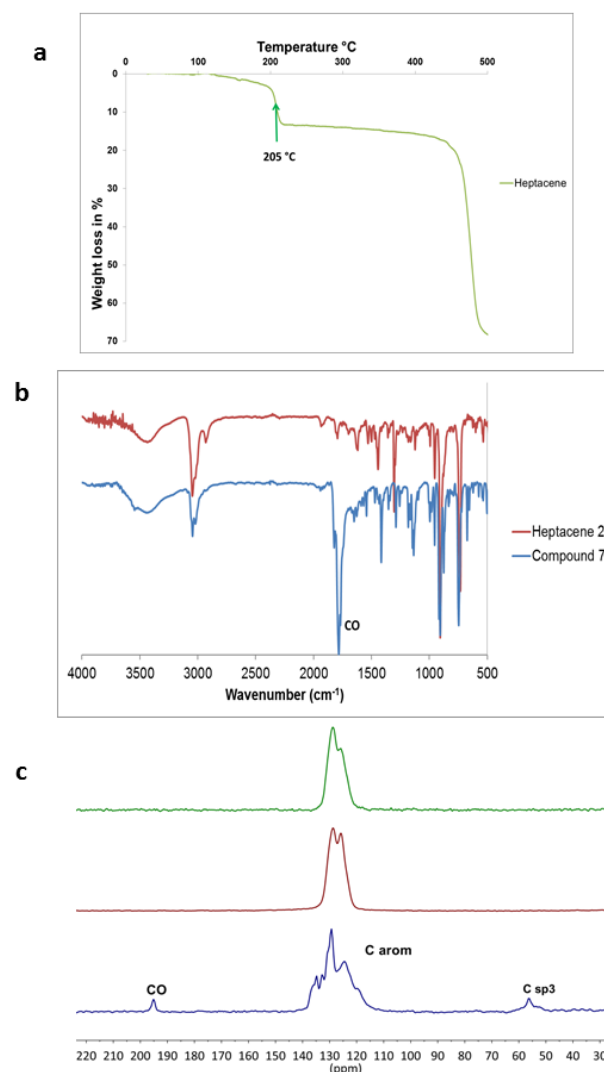 a
Temperature °C
0 100 200 300 400 500
0
10
20
30
40
50
60
70
Weight loss in %
205 °C
Heptacene
b
Heptacene 2
Compound 7
CO
4000 3500 3000 2500 2000 1500 1000 500
Wavenumber (cm⁻¹)
c
C arom
CO
C sp3
220 210 200 190 180 170 160 150 140 130 120 110 100 90 80 70 60 50 40 30
(ppm)